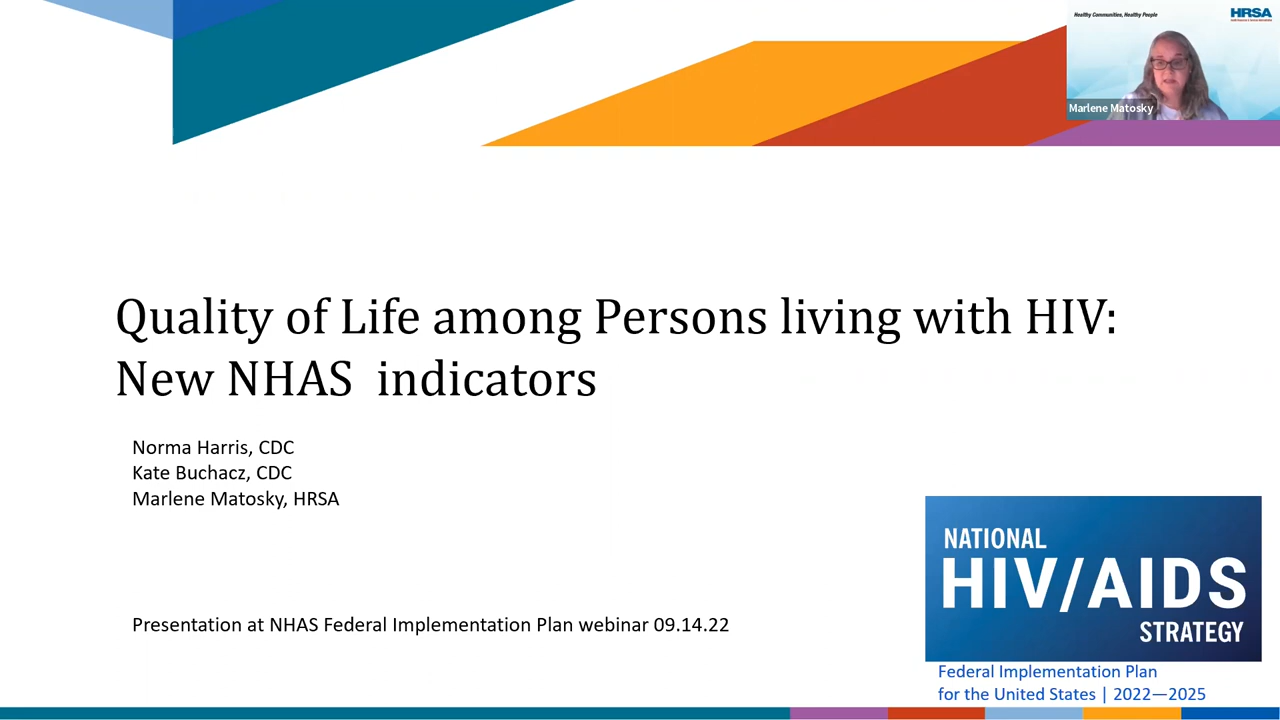 Healthy Communities, Healthy People
HRSA
Marlene Matosky
Quality of Life among Persons living with HIV:
New NHAS indicators
Norma Harris, CDC
Kate Buchacz, CDC
Marlene Matosky, HRSA
Presentation at NHAS Federal Implementation Plan webinar 09.14.22
NATIONAL
HIV/AIDS
STRATEGY
Federal Implementation Plan
for the United States | 2022—2025